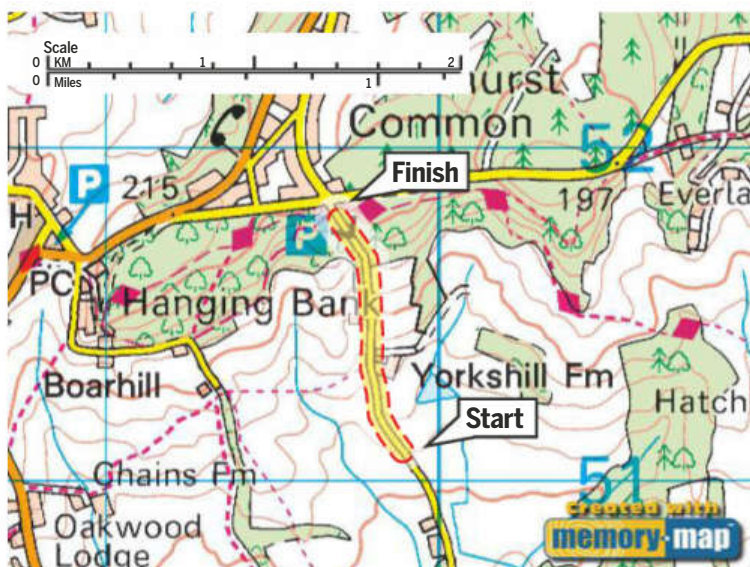 Scale
0 KM 1 2
0 Miles 1
hurst
Common
52
Finish
215
P
197
Everla
H
P
PC
Hanging Bank
Yorkshill Fm
Boarhill
Hatch
Start
Chains Fm
51
Oakwood
Lodge
created with
memory-map